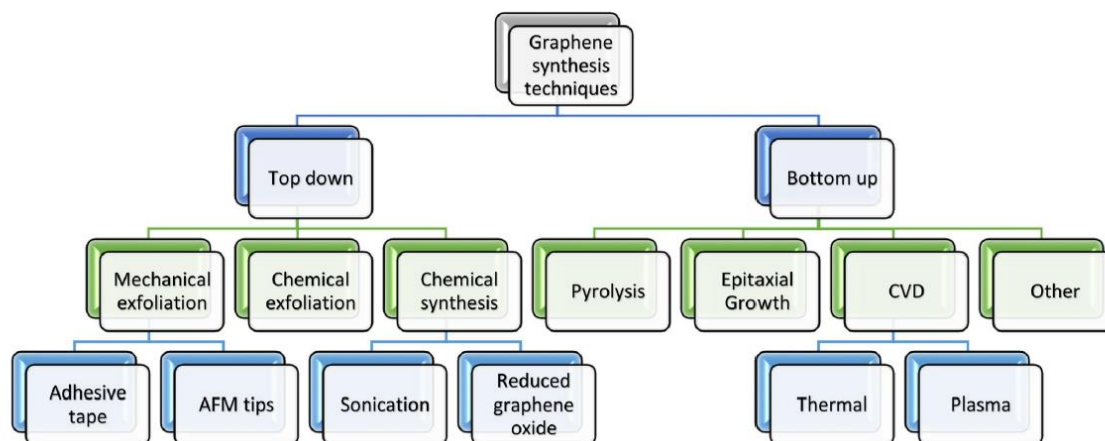 Graphene
synthesis
techniques
Top down
Bottom up
Mechanical
exfoliation
Chemical
exfoliation
Chemical
synthesis
Pyrolysis
Epitaxial
Growth
CVD
Other
Adhesive
tape
AFM tips
Sonication
Reduced
graphene
oxide
Thermal
Plasma